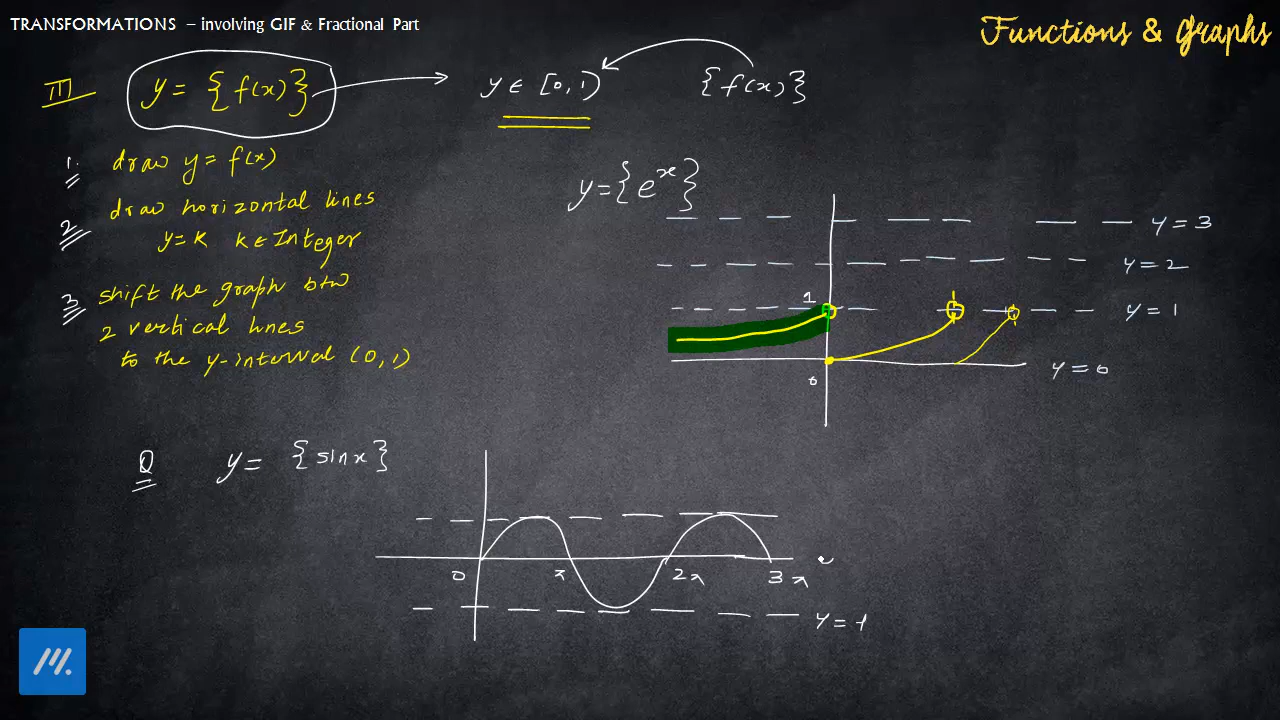 TRANSFORMATIONS – involving GIF & Fractional Part
Functions & Graphs
III y = {f(x)} y ∈ [0,1) {f(x)}
1. draw y = f(x)
2. draw horizontal lines
y=k k∈Integer
3. shift the graph btw
2 vertical lines
to the y-interval (0,1)
y={e^x}
y=3
y=2
1 y=1
0 y=0
Q y= {sinx}
0 π 2π 3π
y=-1